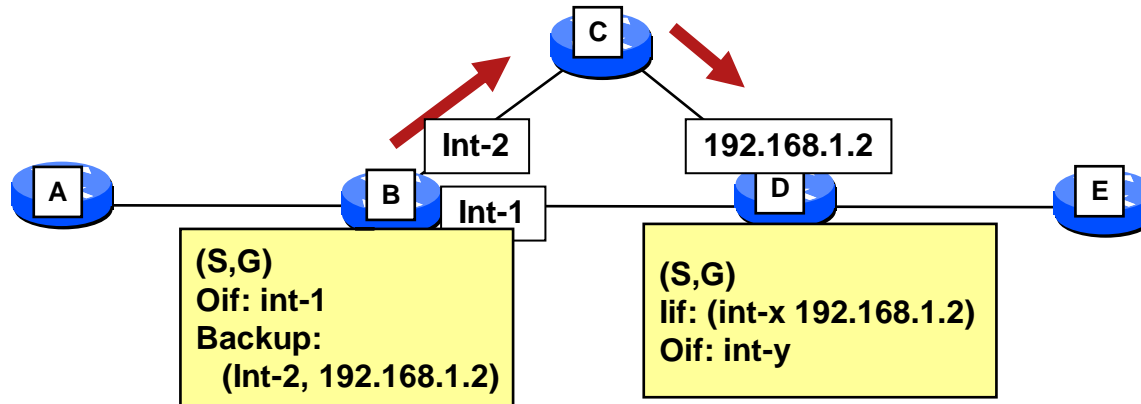 C
Int-2
192.168.1.2
A
B
Int-1
D
E
(S,G)
Oif: int-1
Backup:
(Int-2, 192.168.1.2)
(S,G)
Iif: (int-x 192.168.1.2)
Oif: int-y